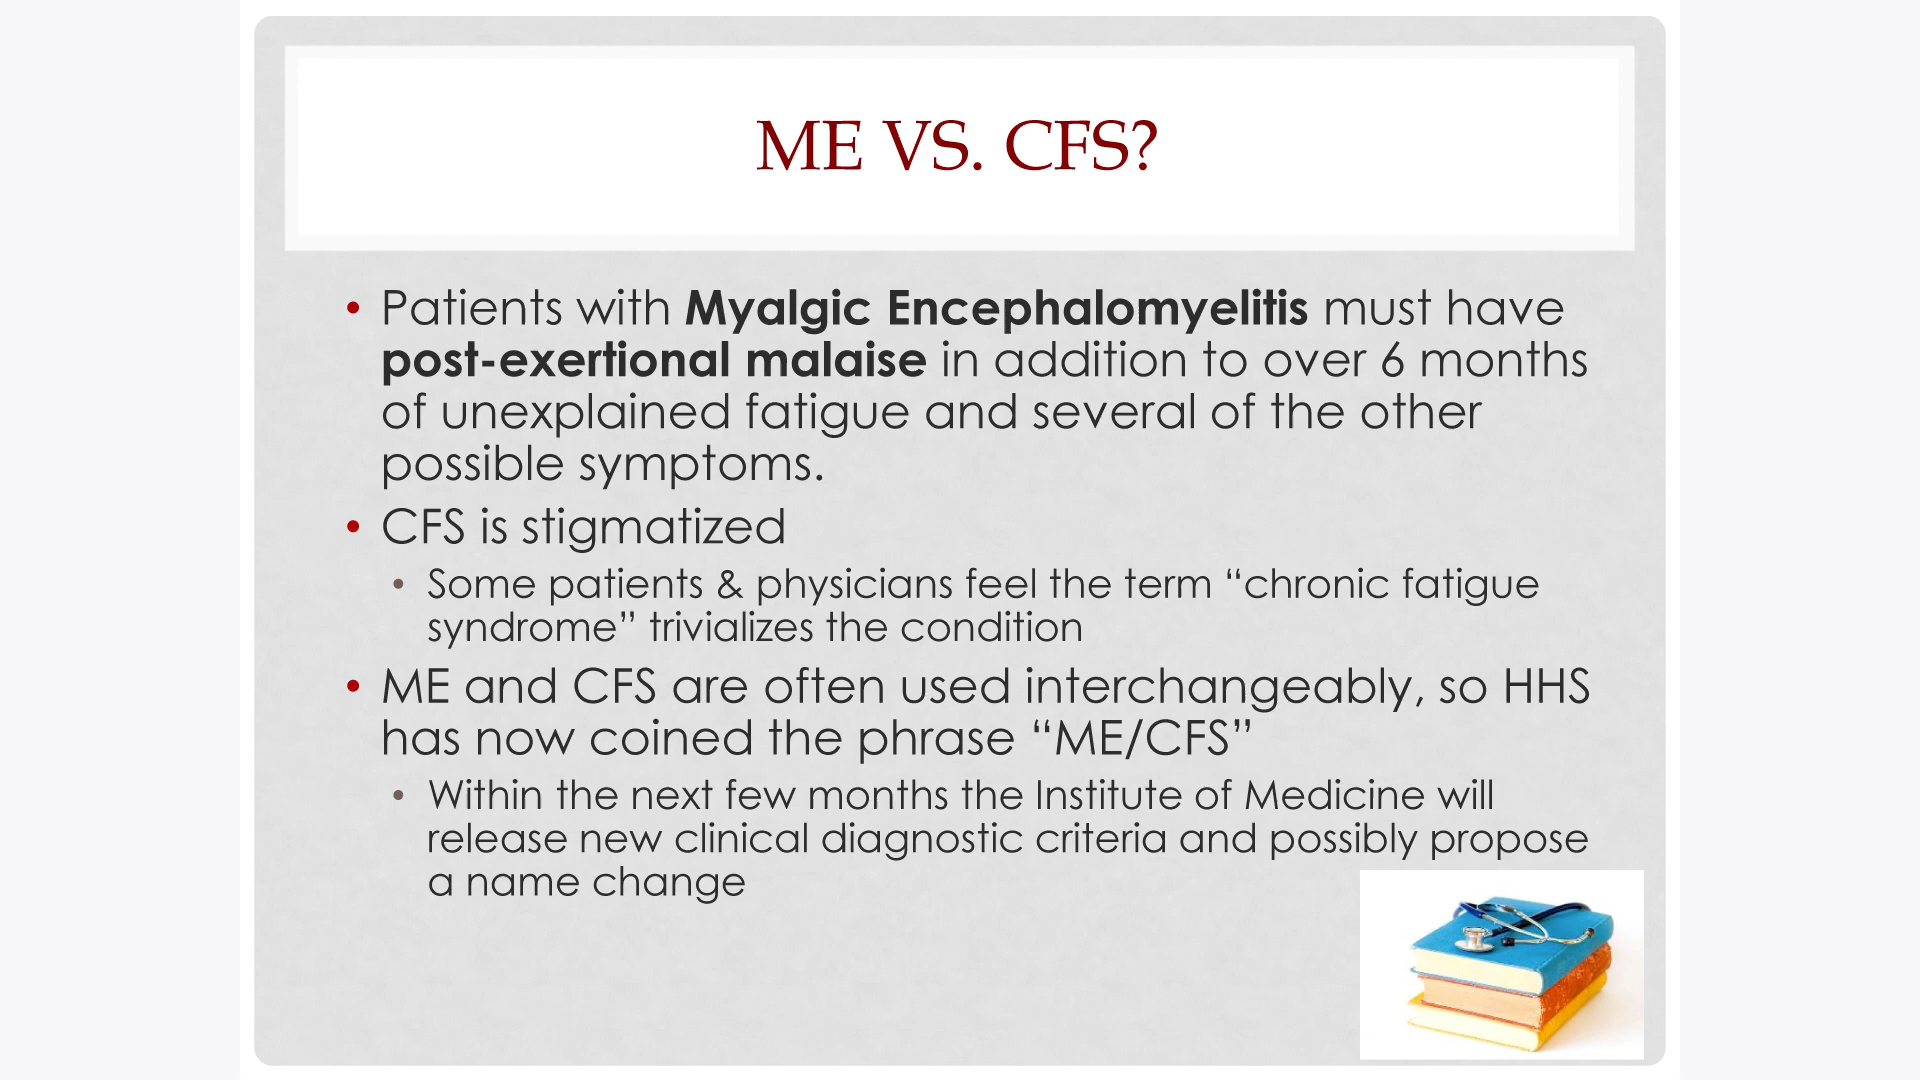 ME VS. CFS?
• Patients with Myalgic Encephalomyelitis must have
post-exertional malaise in addition to over 6 months
of unexplained fatigue and several of the other
possible symptoms.
• CFS is stigmatized
• Some patients & physicians feel the term “chronic fatigue
syndrome” trivializes the condition
• ME and CFS are often used interchangeably, so HHS
has now coined the phrase “ME/CFS”
• Within the next few months the Institute of Medicine will
release new clinical diagnostic criteria and possibly propose
a name change